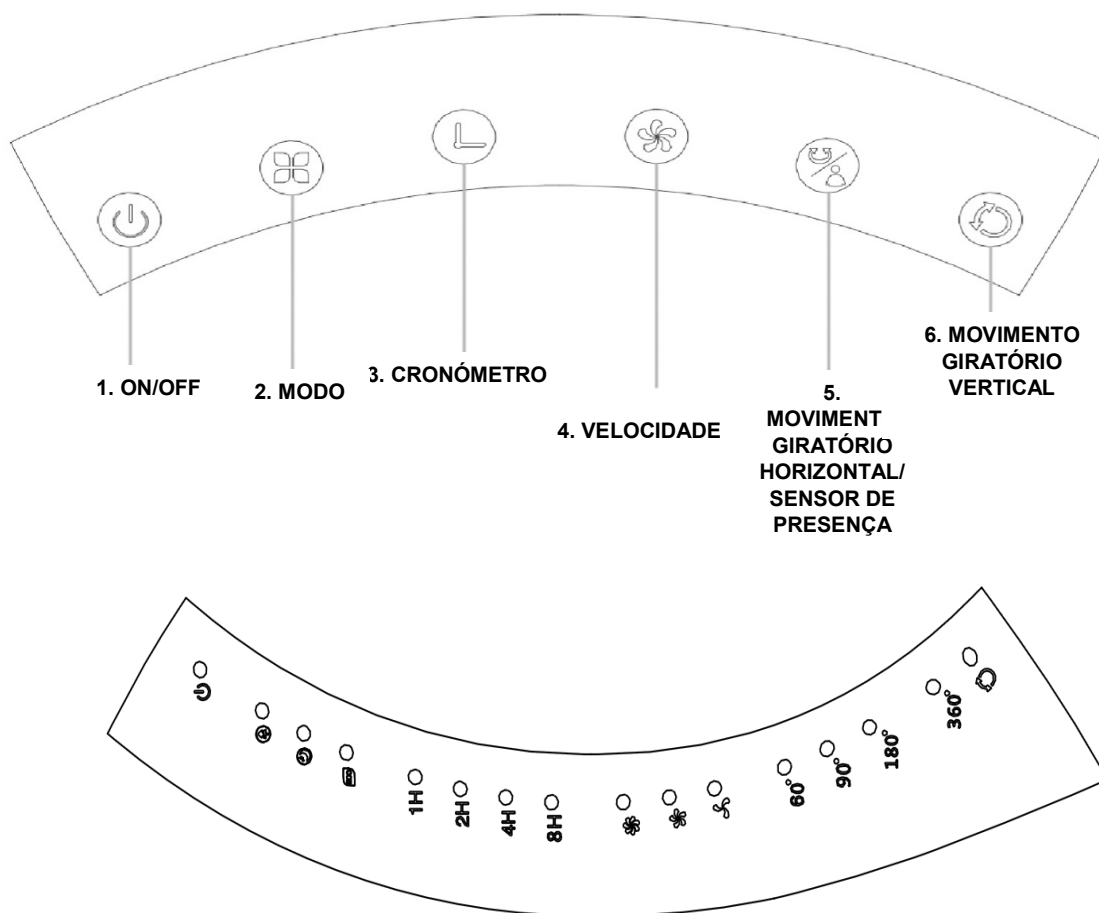 1. ON/OFF
2. MODO
3. CRONÓMETRO
4. VELOCIDADE
5.
MOVIMENT
GIRATÓRIO
HORIZONTAL/
SENSOR DE
PRESENÇA
6. MOVIMENTO
GIRATÓRIO
VERTICAL
ECO
1H
2H
4H
8H
60°
90°
180°
360°